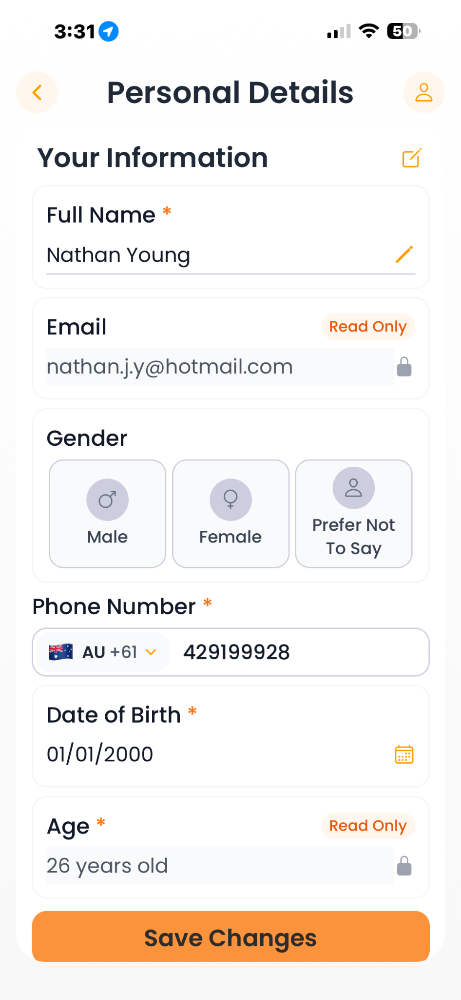 3:31
50
Personal Details
Your Information
Full Name *
Nathan Young
Email
Read Only
nathan.j.y@hotmail.com
Gender
Male
Female
Prefer Not
To Say
Phone Number *
AU +61
429199928
Date of Birth *
01/01/2000
Age *
Read Only
26 years old
Save Changes